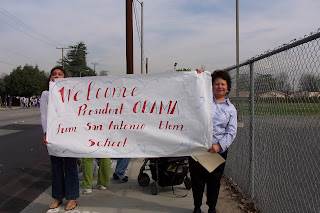 Welcome
President OBAMA
from San Antonio Elem
School